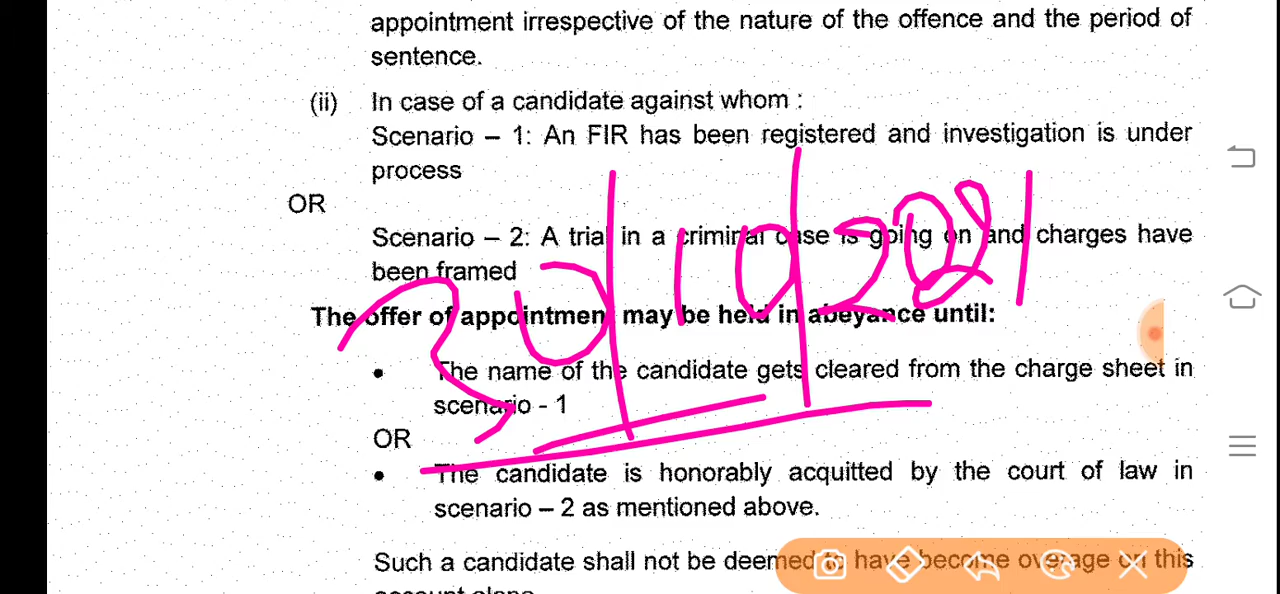 appointment irrespective of the nature of the offence and the period of
sentence.
(ii) In case of a candidate against whom :
Scenario – 1: An FIR has been registered and investigation is under
process
OR
Scenario – 2: A trial in a criminal case is going on and charges have
been framed
The offer of appointment may be held in abeyance until:
• The name of the candidate gets cleared from the charge sheet in
scenario - 1
OR
• The candidate is honorably acquitted by the court of law in
scenario – 2 as mentioned above.
Such a candidate shall not be deemed to have become overage on this